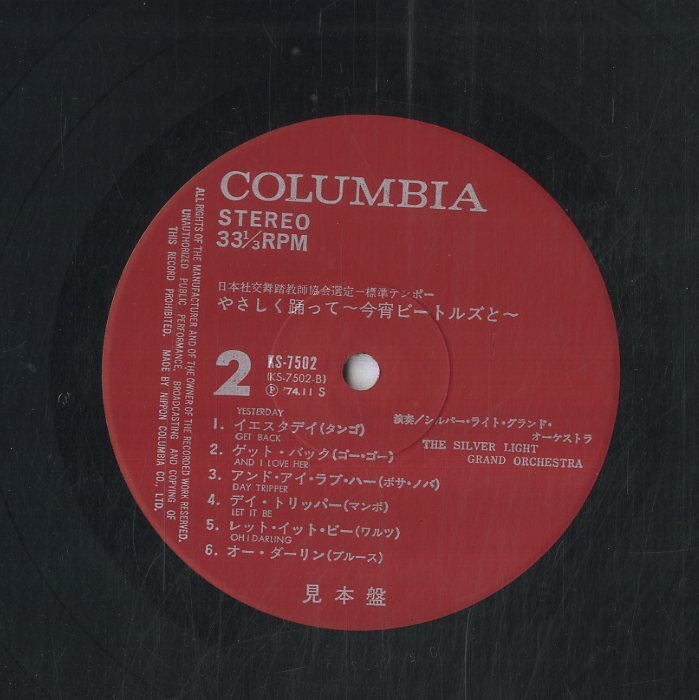 COLUMBIA
STEREO
33⅓RPM
日本社交舞踏教師協会選定―標準テンポー
やさしく踊って～今宵ビートルズと～
2
KS-7502
(KS-7502-B)
Ⓟ '74.11 S
演奏/シルバー・ライト・グランド・
オーケストラ
THE SILVER LIGHT
GRAND ORCHESTRA
YESTERDAY
1. イエスタデイ(タンゴ)
GET BACK
2. ゲット・バック(ゴー・ゴー)
AND I LOVE HER
3. アンド・アイ・ラブ・ハー(ボサ・ノバ)
DAY TRIPPER
4. デイ・トリッパー(マンボ)
LET IT BE
5. レット・イット・ビー(ワルツ)
OH! DARLING
6. オー・ダーリン(ブルース)
見本盤
ALL RIGHTS OF THE MANUFACTURER AND OF THE OWNER OF THE RECORDED WORK RESERVED.
UNAUTHORIZED PUBLIC PERFORMANCE, BROADCASTING AND COPYING OF
THIS RECORD PROHIBITED. MADE BY NIPPON COLUMBIA CO., LTD.